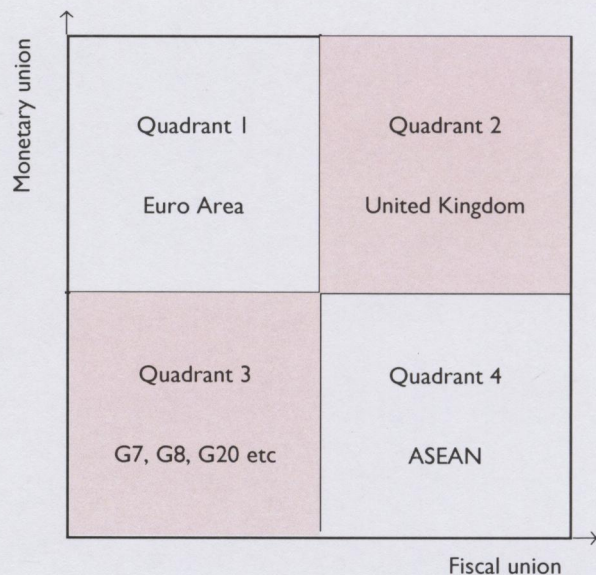 Monetary union
Quadrant 1
Quadrant 2
Euro Area
United Kingdom
Quadrant 3
Quadrant 4
G7, G8, G20 etc
ASEAN
Fiscal union